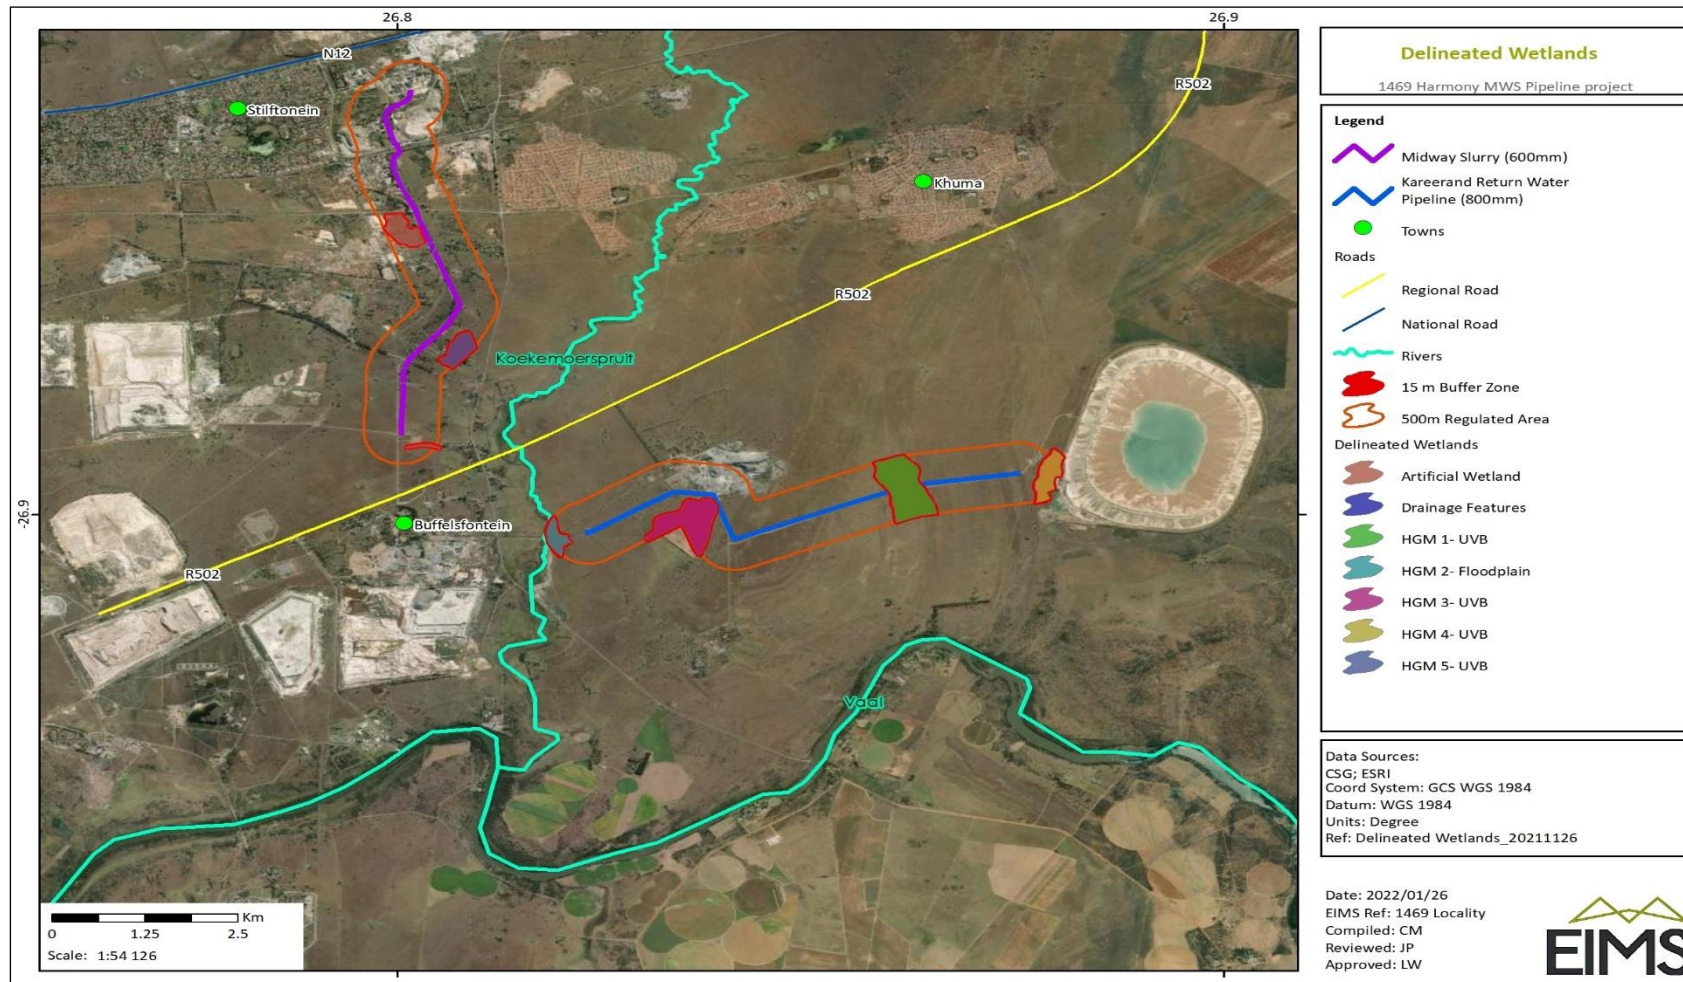 26.8
26.9
-26.9
N12
Stilftonein
R502
Khuma
R502
Koekemoerspruit
Buffelsfontein
R502
Vaal
Km
0 1.25 2.5
Scale: 1:54 126
Delineated Wetlands
1469 Harmony MWS Pipeline project
Legend
Midway Slurry (600mm)
Kareerand Return Water
Pipeline (800mm)
Towns
Roads
Regional Road
National Road
Rivers
15 m Buffer Zone
500m Regulated Area
Delineated Wetlands
Artificial Wetland
Drainage Features
HGM 1- UVB
HGM 2- Floodplain
HGM 3- UVB
HGM 4- UVB
HGM 5- UVB
Data Sources:
CSG; ESRI
Coord System: GCS WGS 1984
Datum: WGS 1984
Units: Degree
Ref: Delineated Wetlands_20211126
Date: 2022/01/26
EIMS Ref: 1469 Locality
Compiled: CM
Reviewed: JP
Approved: LW
EIMS